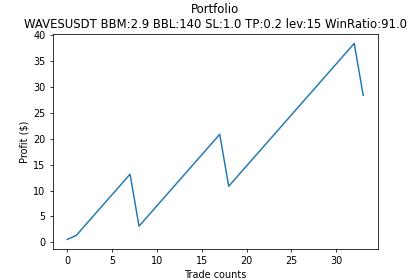 Portfolio
WAVESUSDT BBM:2.9 BBL:140 SL:1.0 TP:0.2 lev:15 WinRatio:91.0
40
35
30
25
20
15
10
5
0
Profit ($)
0 5 10 15 20 25 30
Trade counts